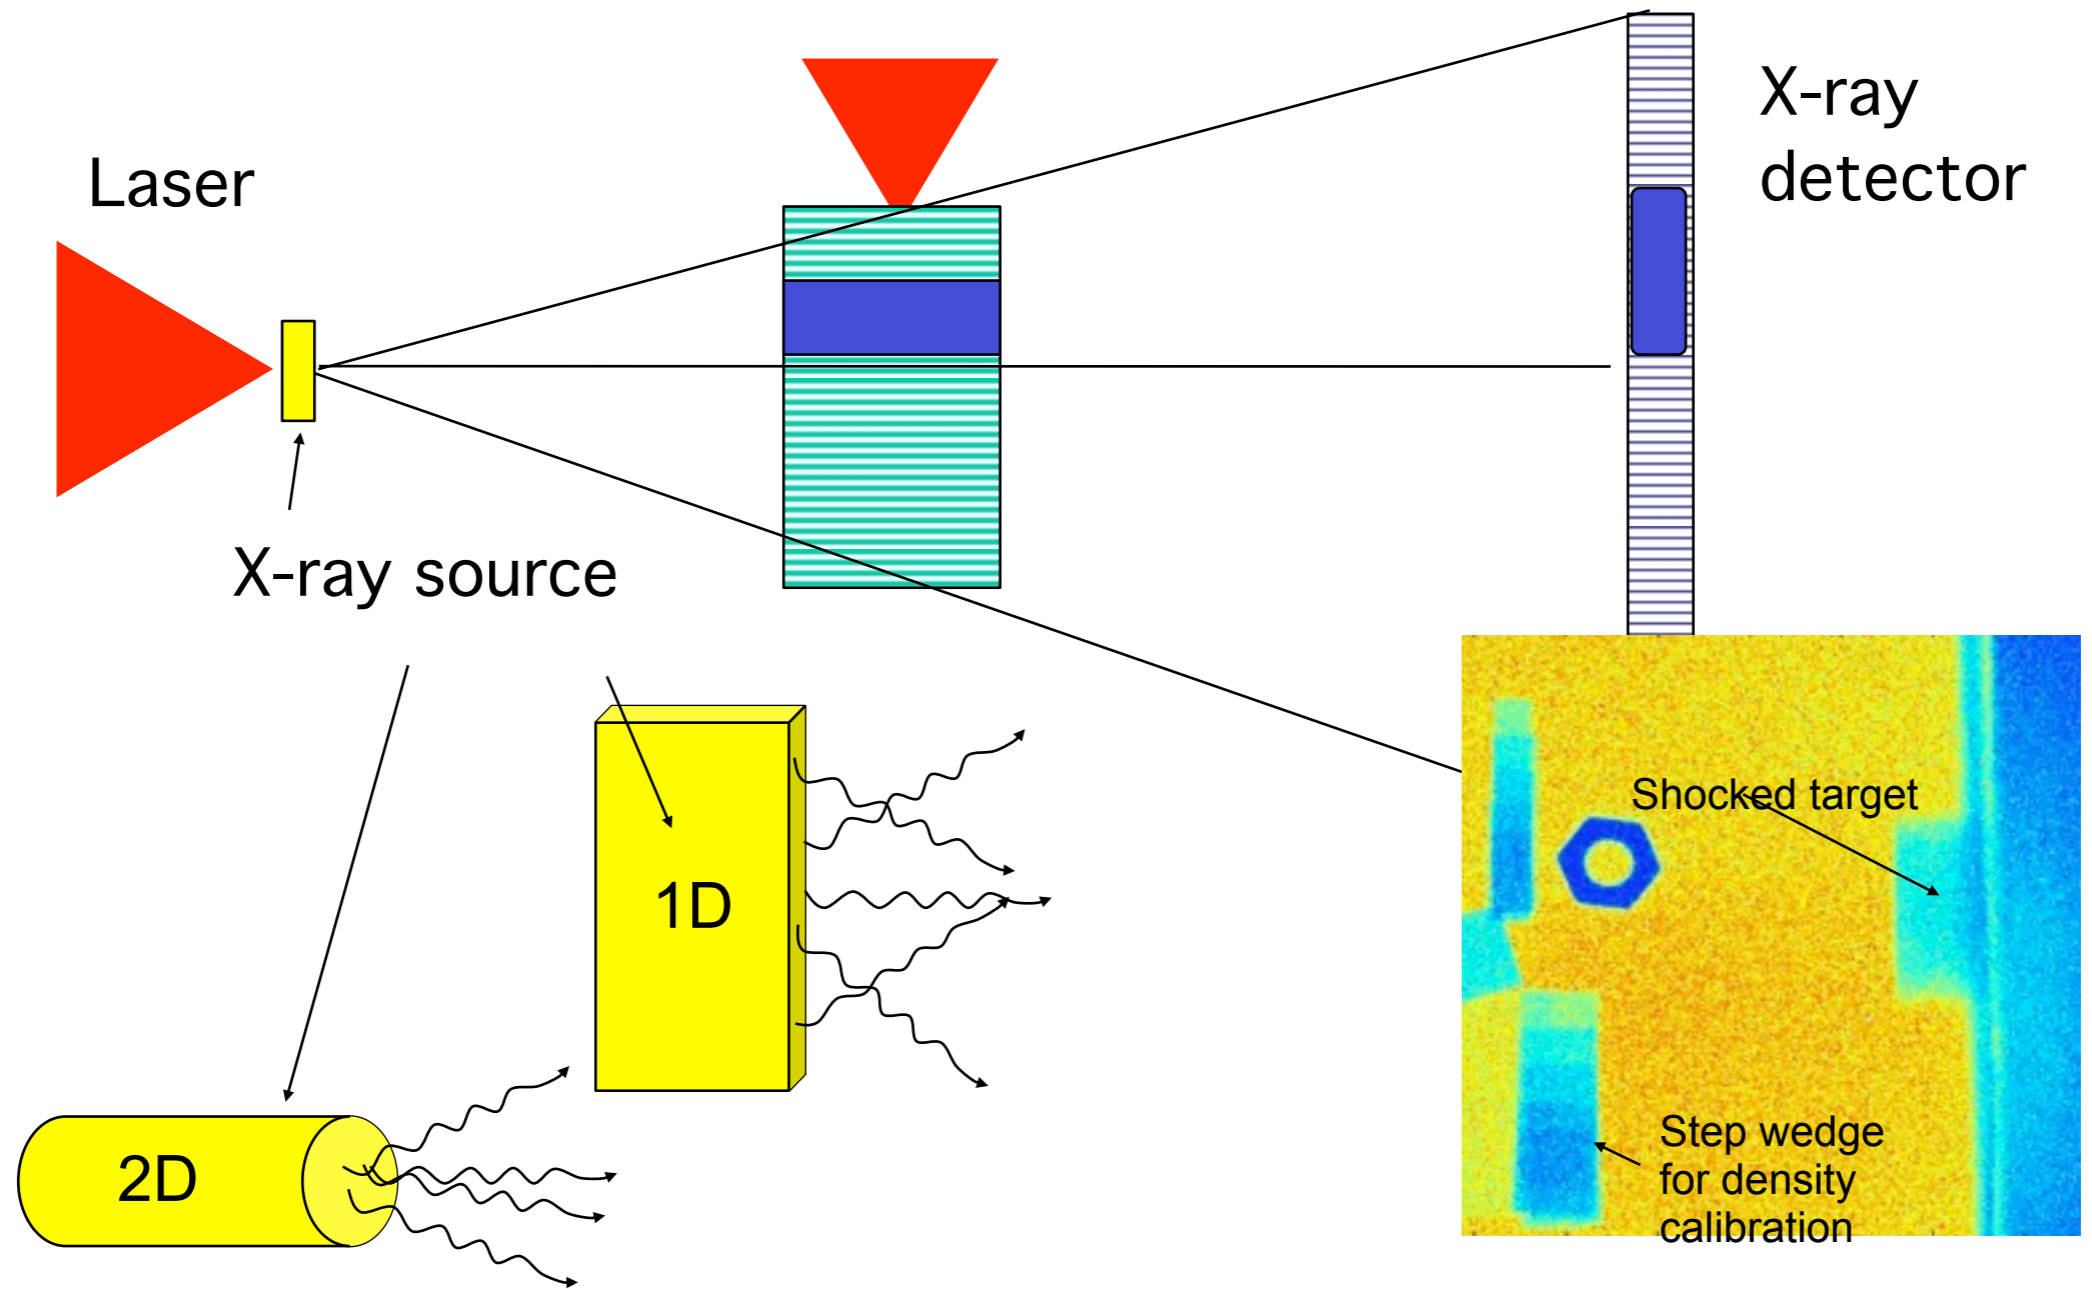 X-ray
detector
Laser
X-ray source
Shocked target
1D
2D
Step wedge
for density
calibration